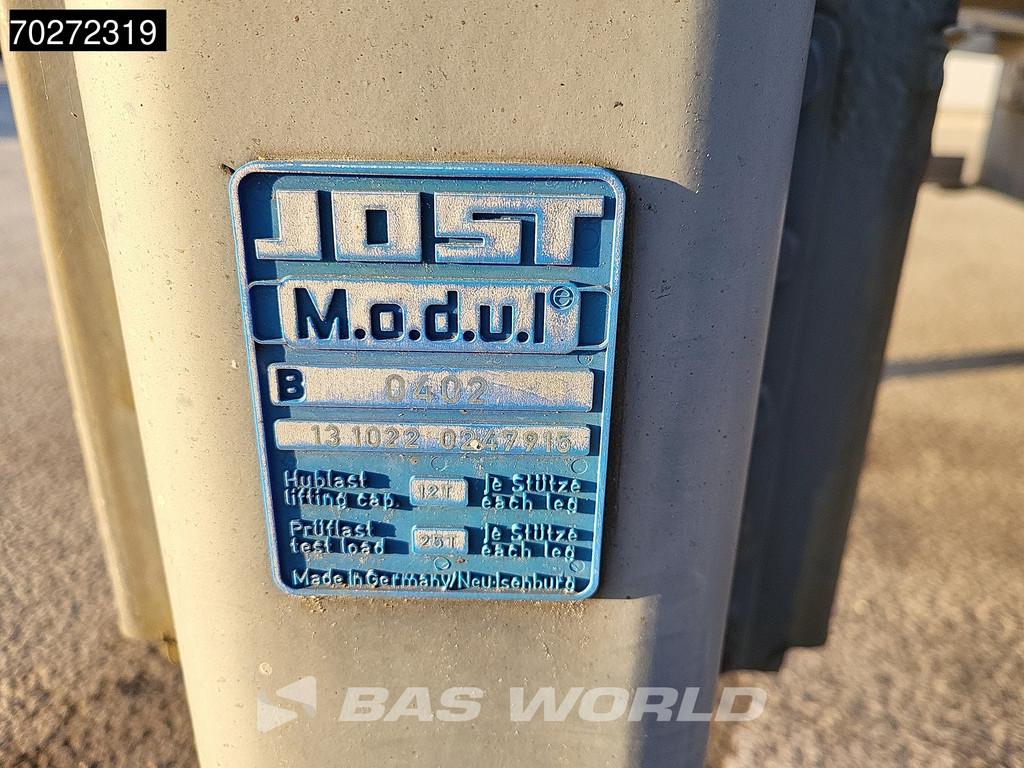 70272319
JOST
M.o.d.u.l
B 0402
13 1022 0247915
Hublast
lifting cap.
12T
Je Stütze
each leg
Prüflast
test load
25T
Je Stütze
each leg
Made in Germany/Neu-Isenburg
BAS WORLD